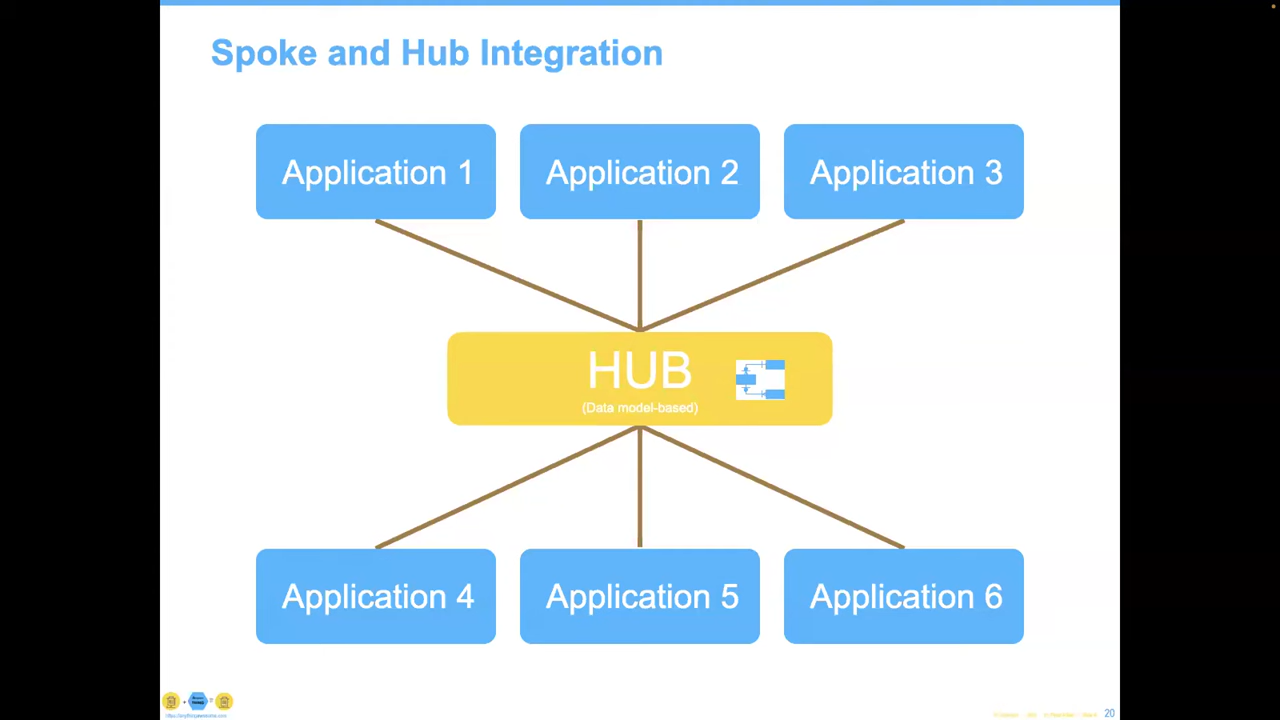 Spoke and Hub Integration
Application 1
Application 2
Application 3
HUB
(Data model-based)
Application 4
Application 5
Application 6
20